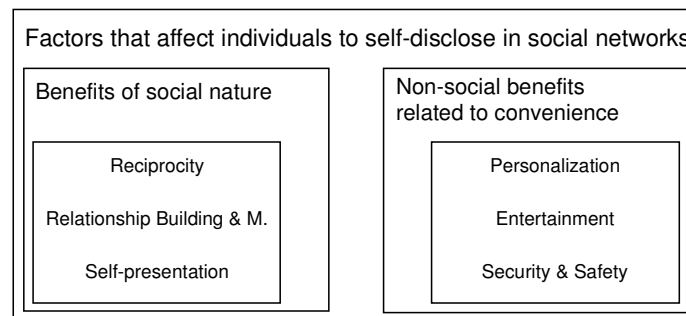 Factors that affect individuals to self-disclose in social networks
Benefits of social nature
Reciprocity
Relationship Building & M.
Self-presentation
Non-social benefits
related to convenience
Personalization
Entertainment
Security & Safety